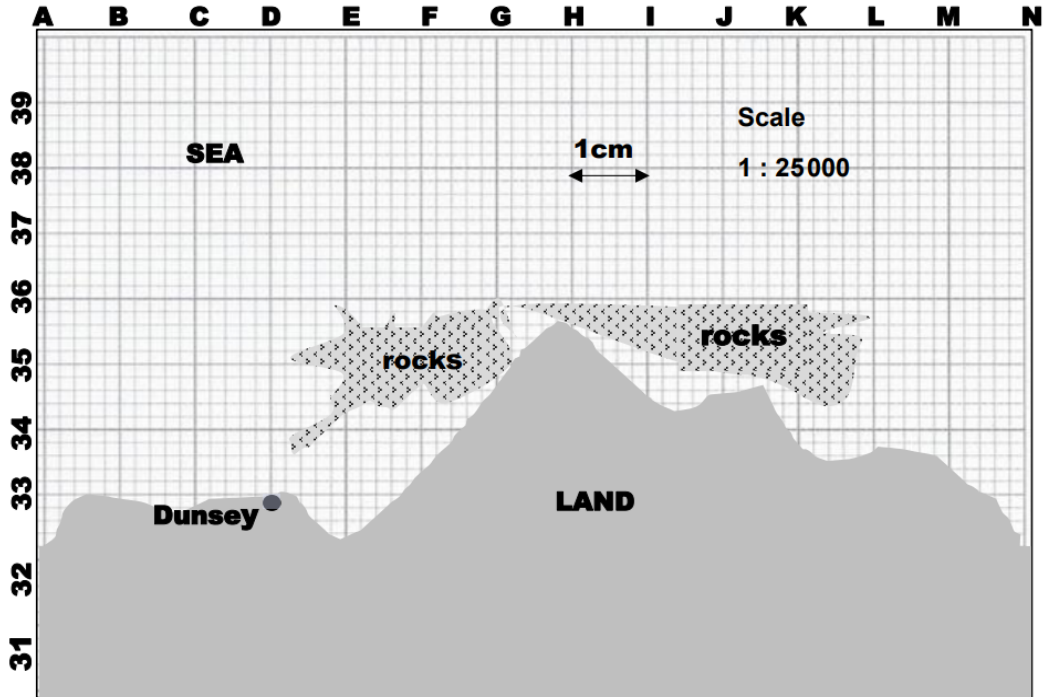 A B C D E F G H I J K L M N
39
Scale
1cm
SEA
38
1 : 25000
37
36
rocks
35
rocks
34
33
LAND
Dunsey
32
31